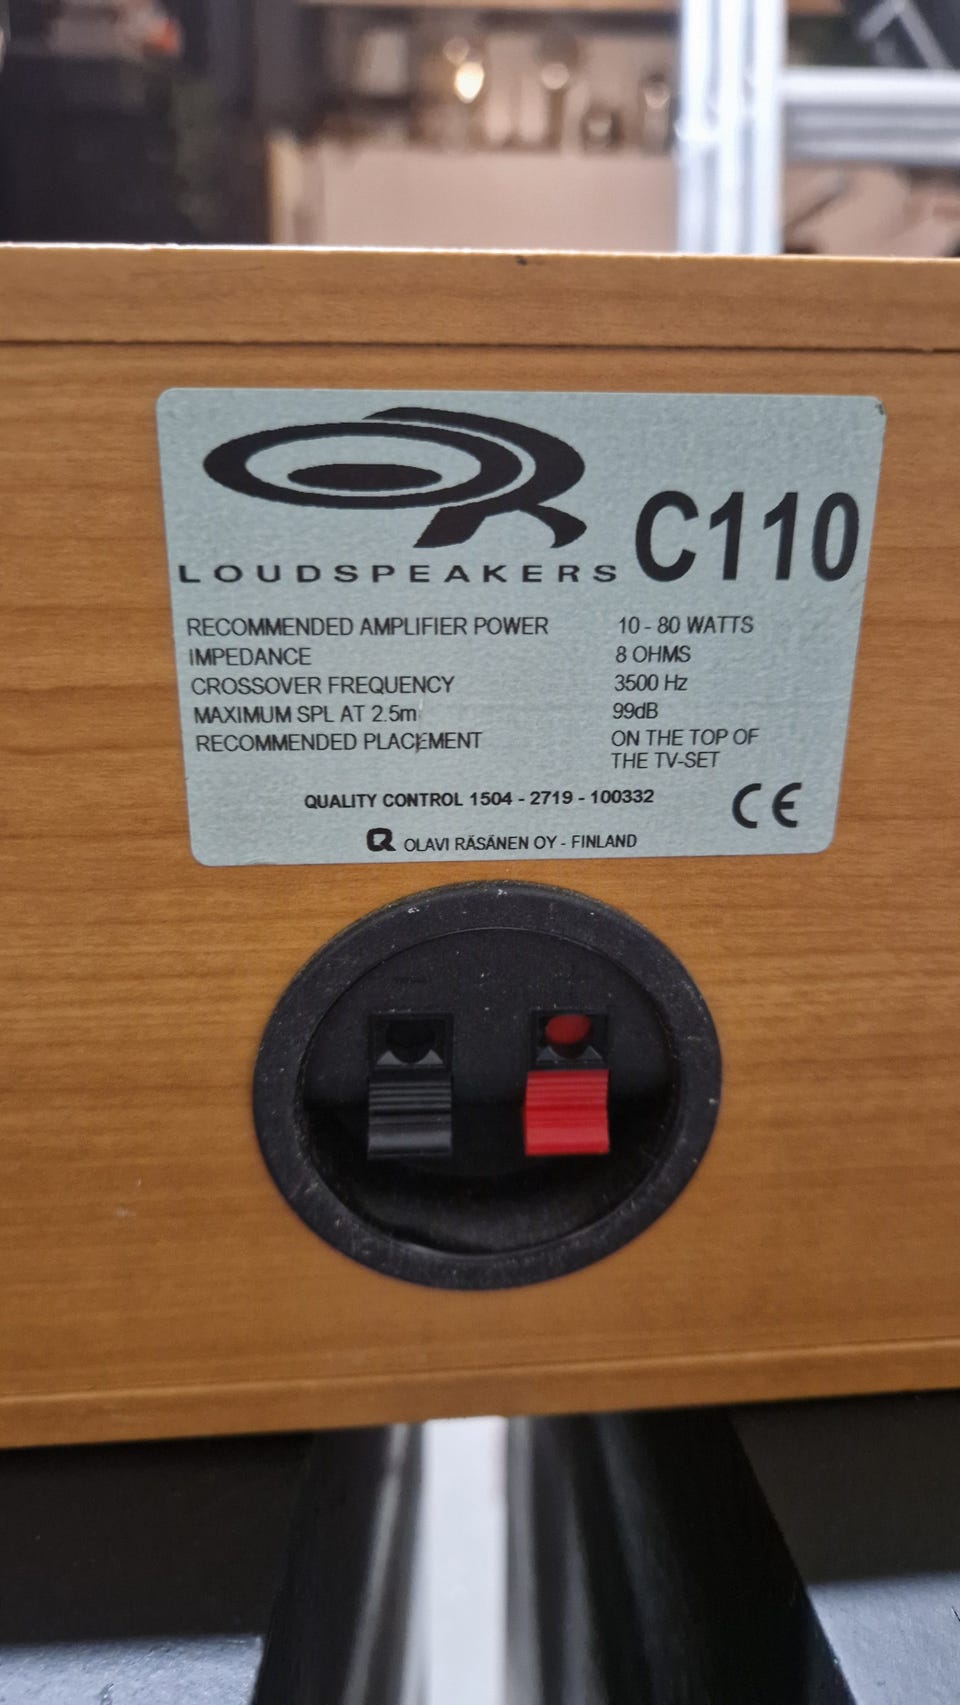 OR
LOUDSPEAKERS C110
RECOMMENDED AMPLIFIER POWER 10 - 80 WATTS
IMPEDANCE 8 OHMS
CROSSOVER FREQUENCY 3500 Hz
MAXIMUM SPL AT 2.5m 99dB
RECOMMENDED PLACEMENT ON THE TOP OF
THE TV-SET
QUALITY CONTROL 1504 - 2719 - 100332
CE
OLAVI RÄSÄNEN OY - FINLAND